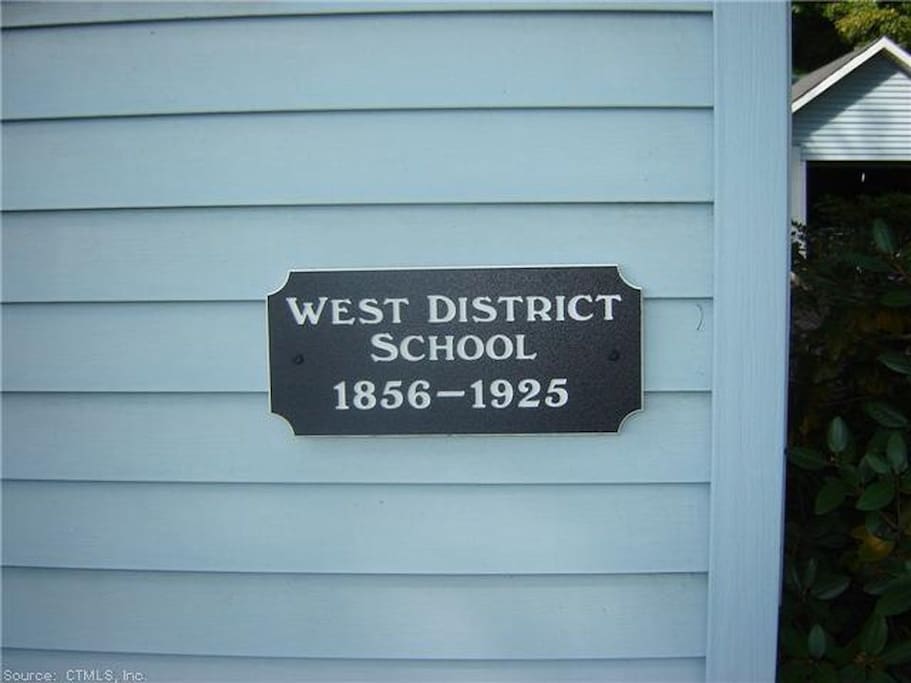 WEST DISTRICT
SCHOOL
1856–1925
Source: CTMLS, Inc.